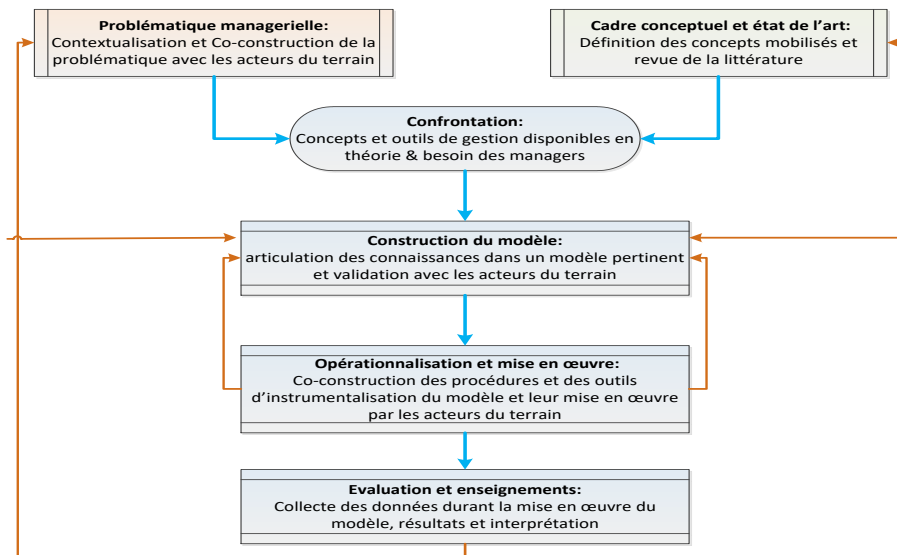 Problématique managerielle:
Contextualisation et Co-construction de la
problématique avec les acteurs du terrain
Cadre conceptuel et état de l'art:
Définition des concepts mobilisés et
revue de la littérature
Confrontation:
Concepts et outils de gestion disponibles en
théorie & besoin des managers
Construction du modèle:
articulation des connaissances dans un modèle pertinent
et validation avec les acteurs du terrain
Opérationnalisation et mise en œuvre:
Co-construction des procédures et des outils
d'instrumentalisation du modèle et leur mise en œuvre
par les acteurs du terrain
Evaluation et enseignements:
Collecte des données durant la mise en œuvre du
modèle, résultats et interprétation